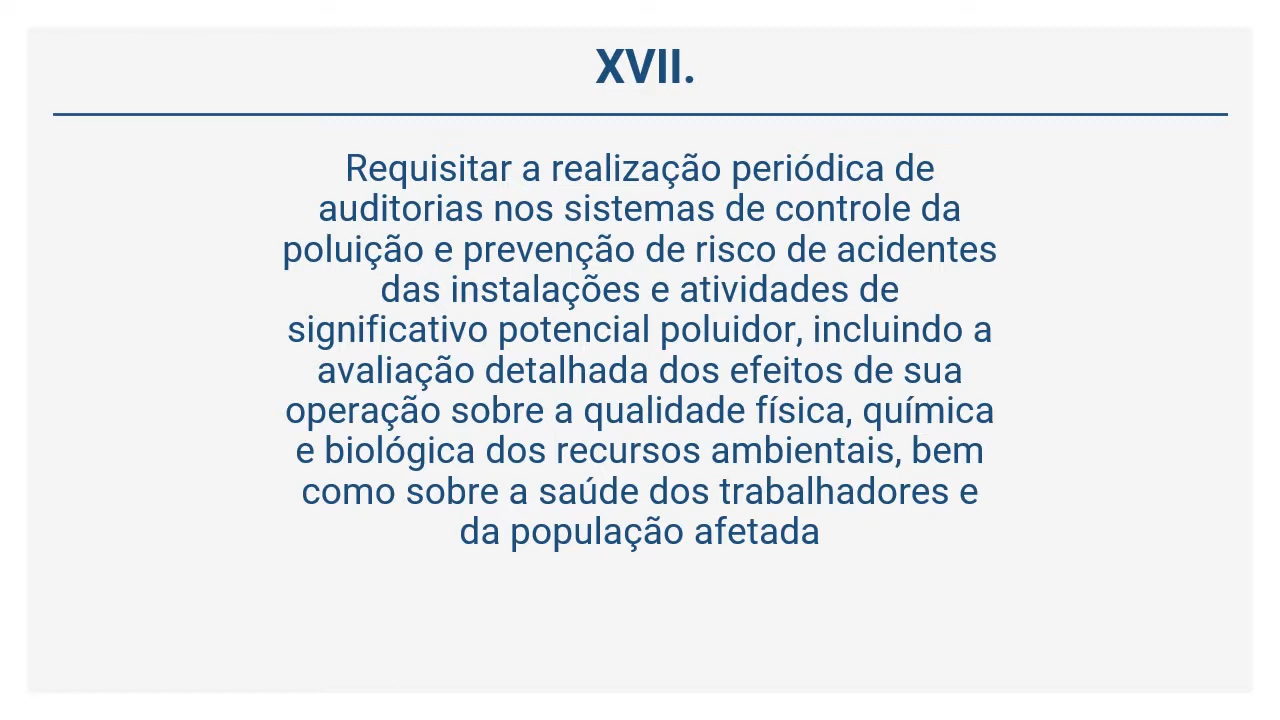 XVII.
Requisitar a realização periódica de
auditorias nos sistemas de controle da
poluição e prevenção de risco de acidentes
das instalações e atividades de
significativo potencial poluidor, incluindo a
avaliação detalhada dos efeitos de sua
operação sobre a qualidade física, química
e biológica dos recursos ambientais, bem
como sobre a saúde dos trabalhadores e
da população afetada